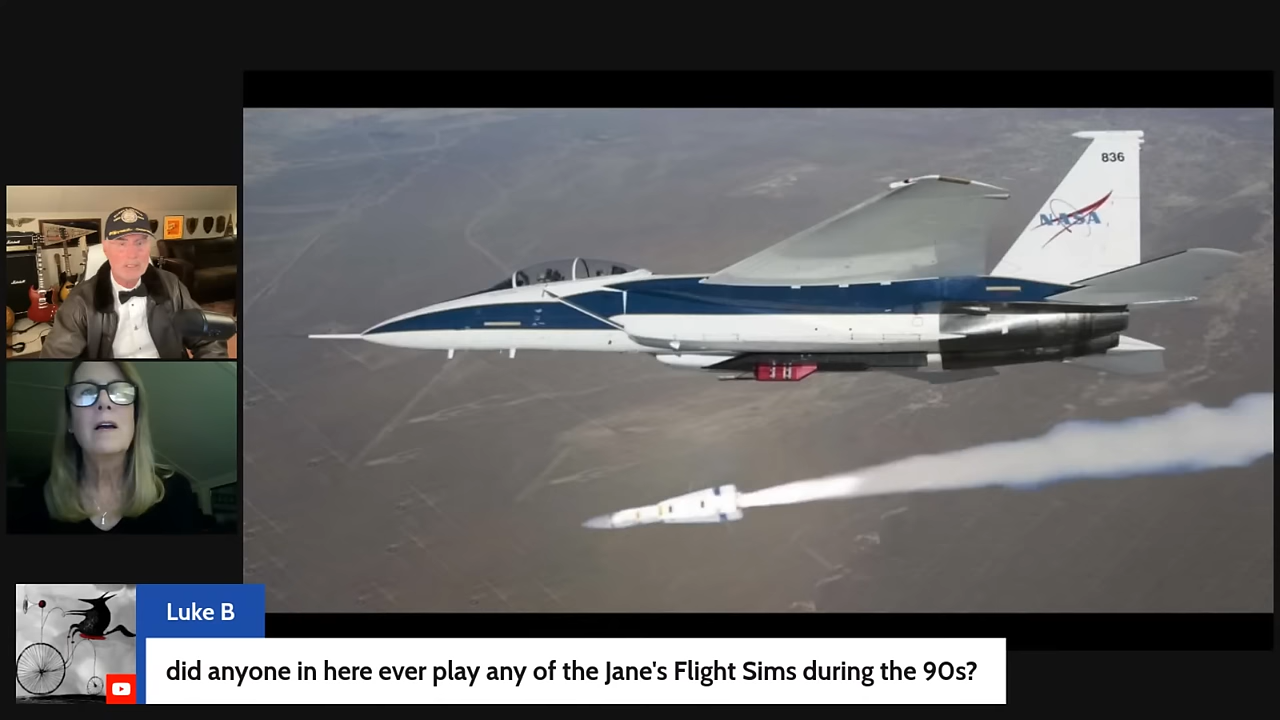 836
NASA
Luke B
did anyone in here ever play any of the Jane's Flight Sims during the 90s?